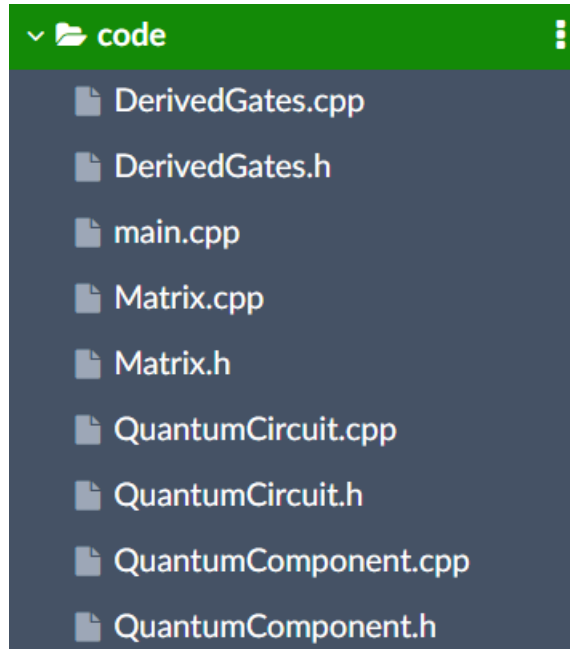 code
DerivedGates.cpp
DerivedGates.h
main.cpp
Matrix.cpp
Matrix.h
QuantumCircuit.cpp
QuantumCircuit.h
QuantumComponent.cpp
QuantumComponent.h